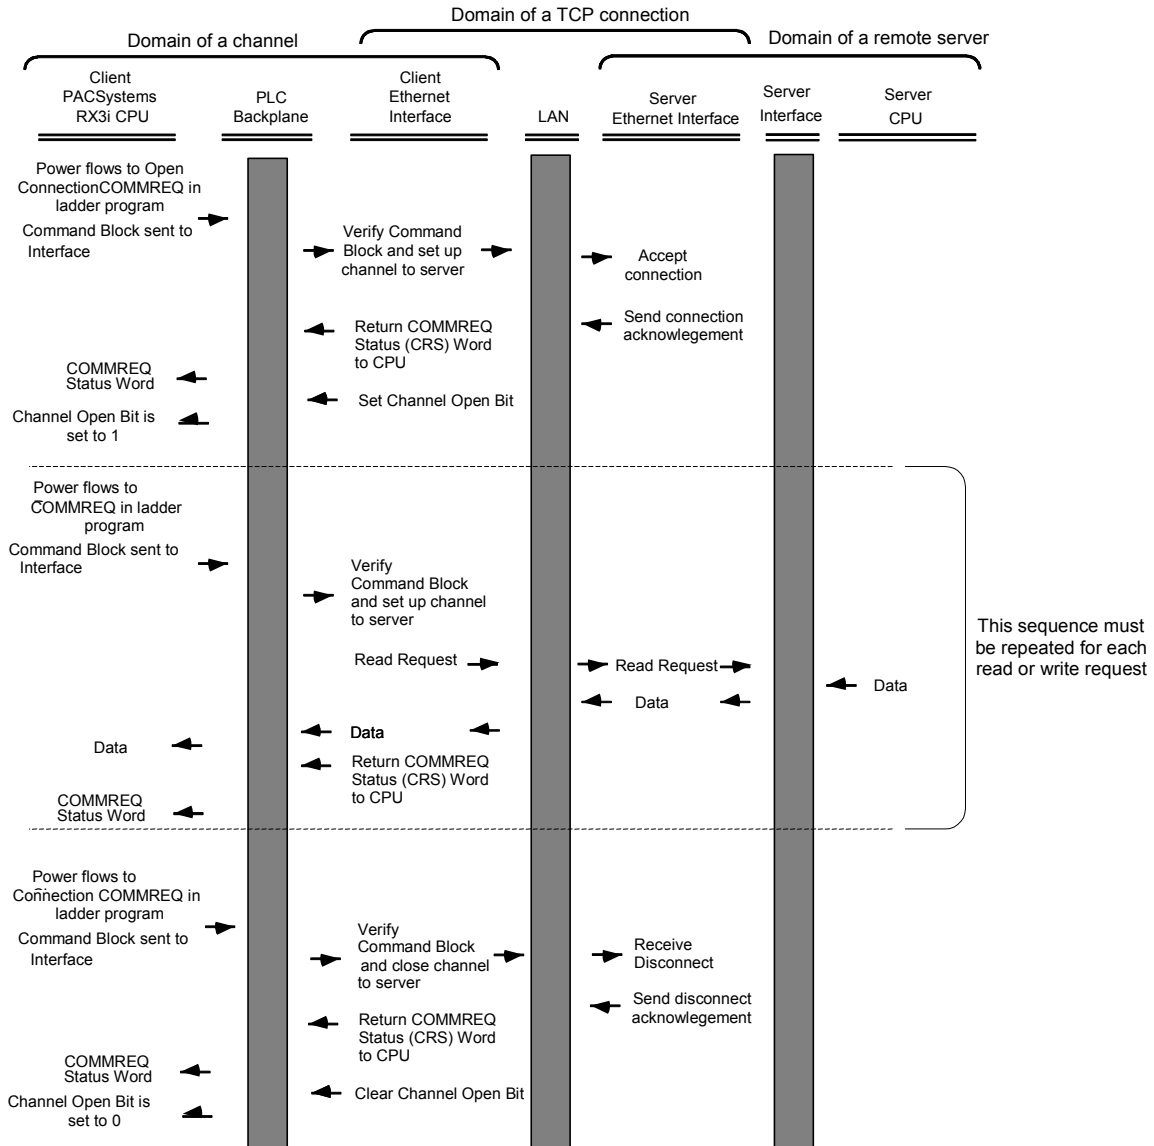 Domain of a TCP connection
Domain of a channel
Domain of a remote server
Client
PACSystems
RX3i CPU
PLC
Backplane
Client
Ethernet
Interface
LAN
Server
Ethernet Interface
Server
Interface
Server
CPU
Power flows to Open
ConnectionCOMMREQ in
ladder program
Command Block sent to
Interface
Verify Command
Block and set up
channel to server
Accept
connection
Send connection
acknowlegement
Return COMMREQ
Status (CRS) Word
to CPU
COMMREQ
Status Word
Set Channel Open Bit
Channel Open Bit is
set to 1
Power flows to
COMMREQ in ladder
program
Command Block sent to
Interface
Verify
Command Block
and set up channel
to server
Read Request
Read Request
Data
Data
Data
Data
Return COMMREQ
Status (CRS) Word
to CPU
COMMREQ
Status Word
This sequence must
be repeated for each
read or write request
Power flows to
Connection COMMREQ in
ladder program
Command Block sent to
Interface
Verify
Command Block
and close channel
to server
Receive
Disconnect
Send disconnect
acknowlegement
Return COMMREQ
Status (CRS) Word
to CPU
COMMREQ
Status Word
Clear Channel Open Bit
Channel Open Bit is
set to 0